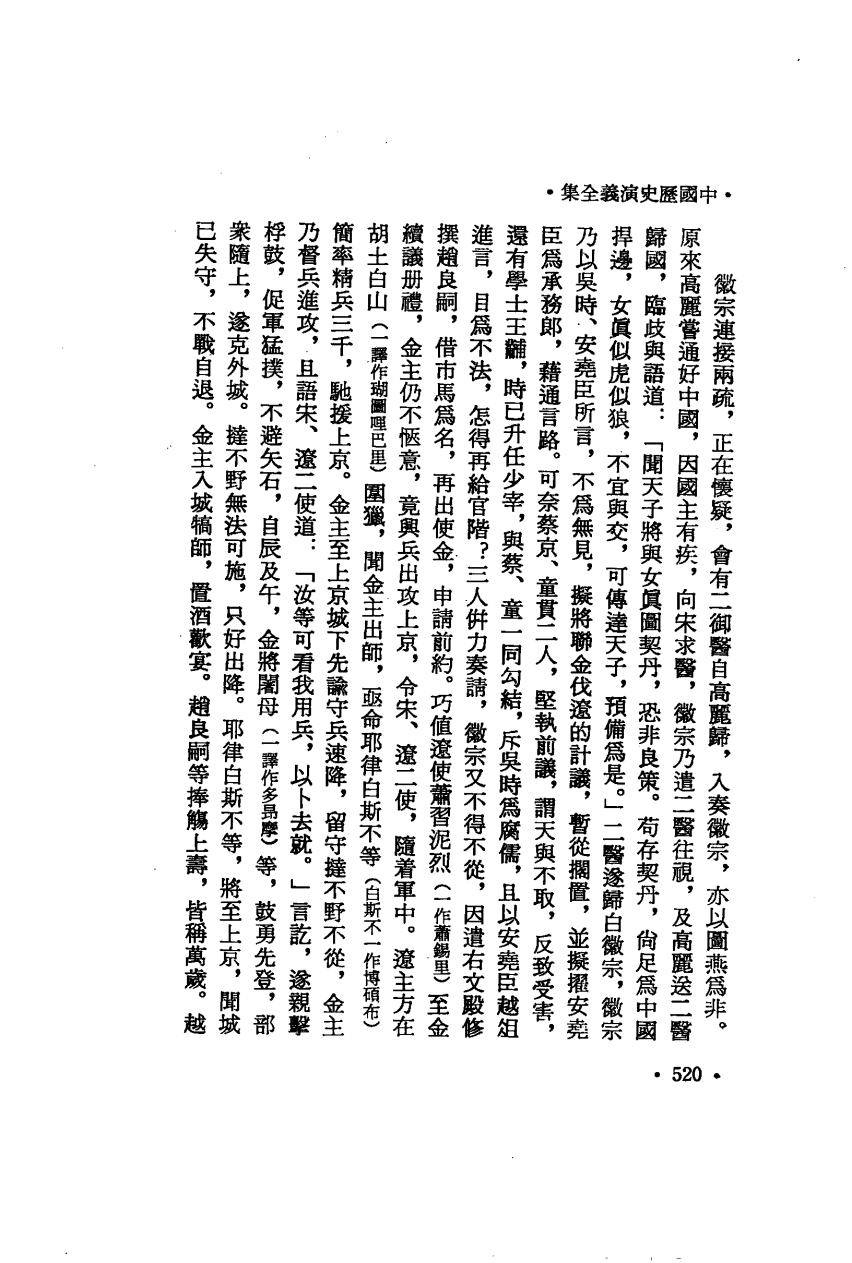 •中國歷史演義全集•
徽宗連接兩疏，正在懷疑，會有二御醫自高麗歸，入奏徽宗，亦以圖燕爲非。
原來高麗嘗通好中國，因國主有疾，向宋求醫，徽宗乃遣二醫往視，及高麗送二醫
歸國，臨歧與語道：「聞天子將與女眞圖契丹，恐非良策。苟存契丹，尙足爲中國
捍邊，女眞似虎似狼，不宜與交，可傳達天子，預備爲是。」二醫遂歸白徽宗，徽宗
乃以吳時、安堯臣所言，不爲無見，擬將聯金伐遼的計議，暫從擱置，並擬擢安堯
臣爲承務郎，藉通言路。可奈蔡京、童貫二人，堅執前議，謂天與不取，反致受害，
還有學士王黼，時已升任少宰，與蔡、童一同勾結，斥吳時爲腐儒，且以安堯臣越俎
進言，目爲不法，怎得再給官階？三人併力奏請，徽宗又不得不從，因遣右文殿修
撰趙良嗣，借市馬爲名，再出使金，申請前約。巧值遼使蕭習泥烈（一作蕭錫里）至金
續議册禮，金主仍不愜意，竟興兵出攻上京，令宋、遼二使，隨着軍中。遼主方在
胡土白山（一譯作瑚圖哩巴里）圍獵，聞金主出師，亟命耶律白斯不等（白斯不一作博碩布）
簡率精兵三千，馳援上京。金主至上京城下先諭守兵速降，留守撻不野不從，金主
乃督兵進攻，且語宋、遼二使道：「汝等可看我用兵，以卜去就。」言訖，遂親擊
桴鼓，促軍猛撲，不避矢石，自辰及午，金將闍母（一譯作多昂摩）等，鼓勇先登，部
衆隨上，遂克外城。撻不野無法可施，只好出降。耶律白斯不等，將至上京，聞城
已失守，不戰自退。金主入城犒師，置酒歡宴。趙良嗣等捧觴上壽，皆稱萬歲。越
•520•